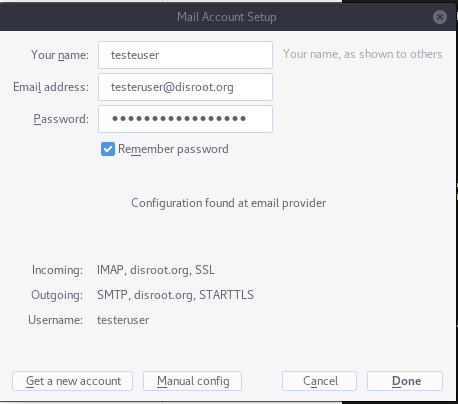 Mail Account Setup
Your name: testeuser Your name, as shown to others
Email address: testeruser@disroot.org
Password: •••••••••••••••••
Remember password
Configuration found at email provider
Incoming: IMAP, disroot.org, SSL
Outgoing: SMTP, disroot.org, STARTTLS
Username: testeruser
Get a new account Manual config Cancel Done